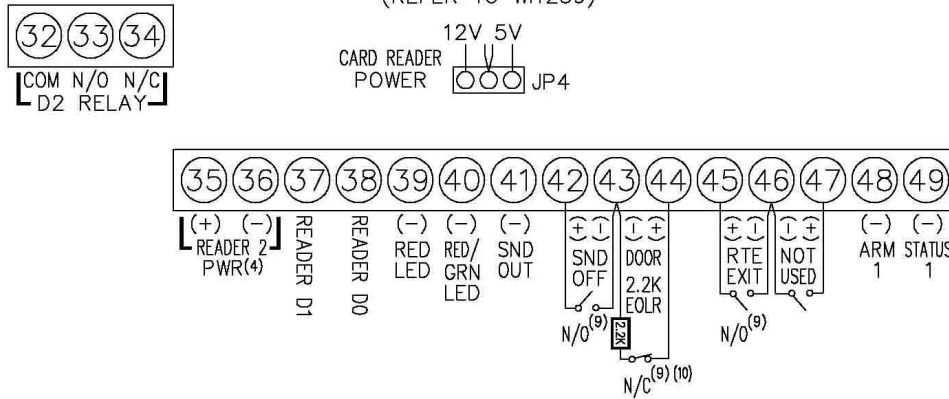 (REFER TO WI1289)
12V 5V
CARD READER
POWER
JP4
32 33 34
COM N/O N/C
D2 RELAY
35 36 37 38 39 40 41 42 43 44 45 46 47 48 49
(+) (-)
READER 2
PWR(4)
READER D1
READER D0
(-)
RED
LED
(-)
RED/
GRN
LED
(-)
SND
OUT
(+) (-)
SND
OFF
N/O(9)
(-) (+)
DOOR
2.2K
EOLR
2.2K
N/C(9)(10)
(+) (-)
RTE
EXIT
N/O(9)
(-) (+)
NOT
USED
(-)
ARM
1
(-)
STATUS
1